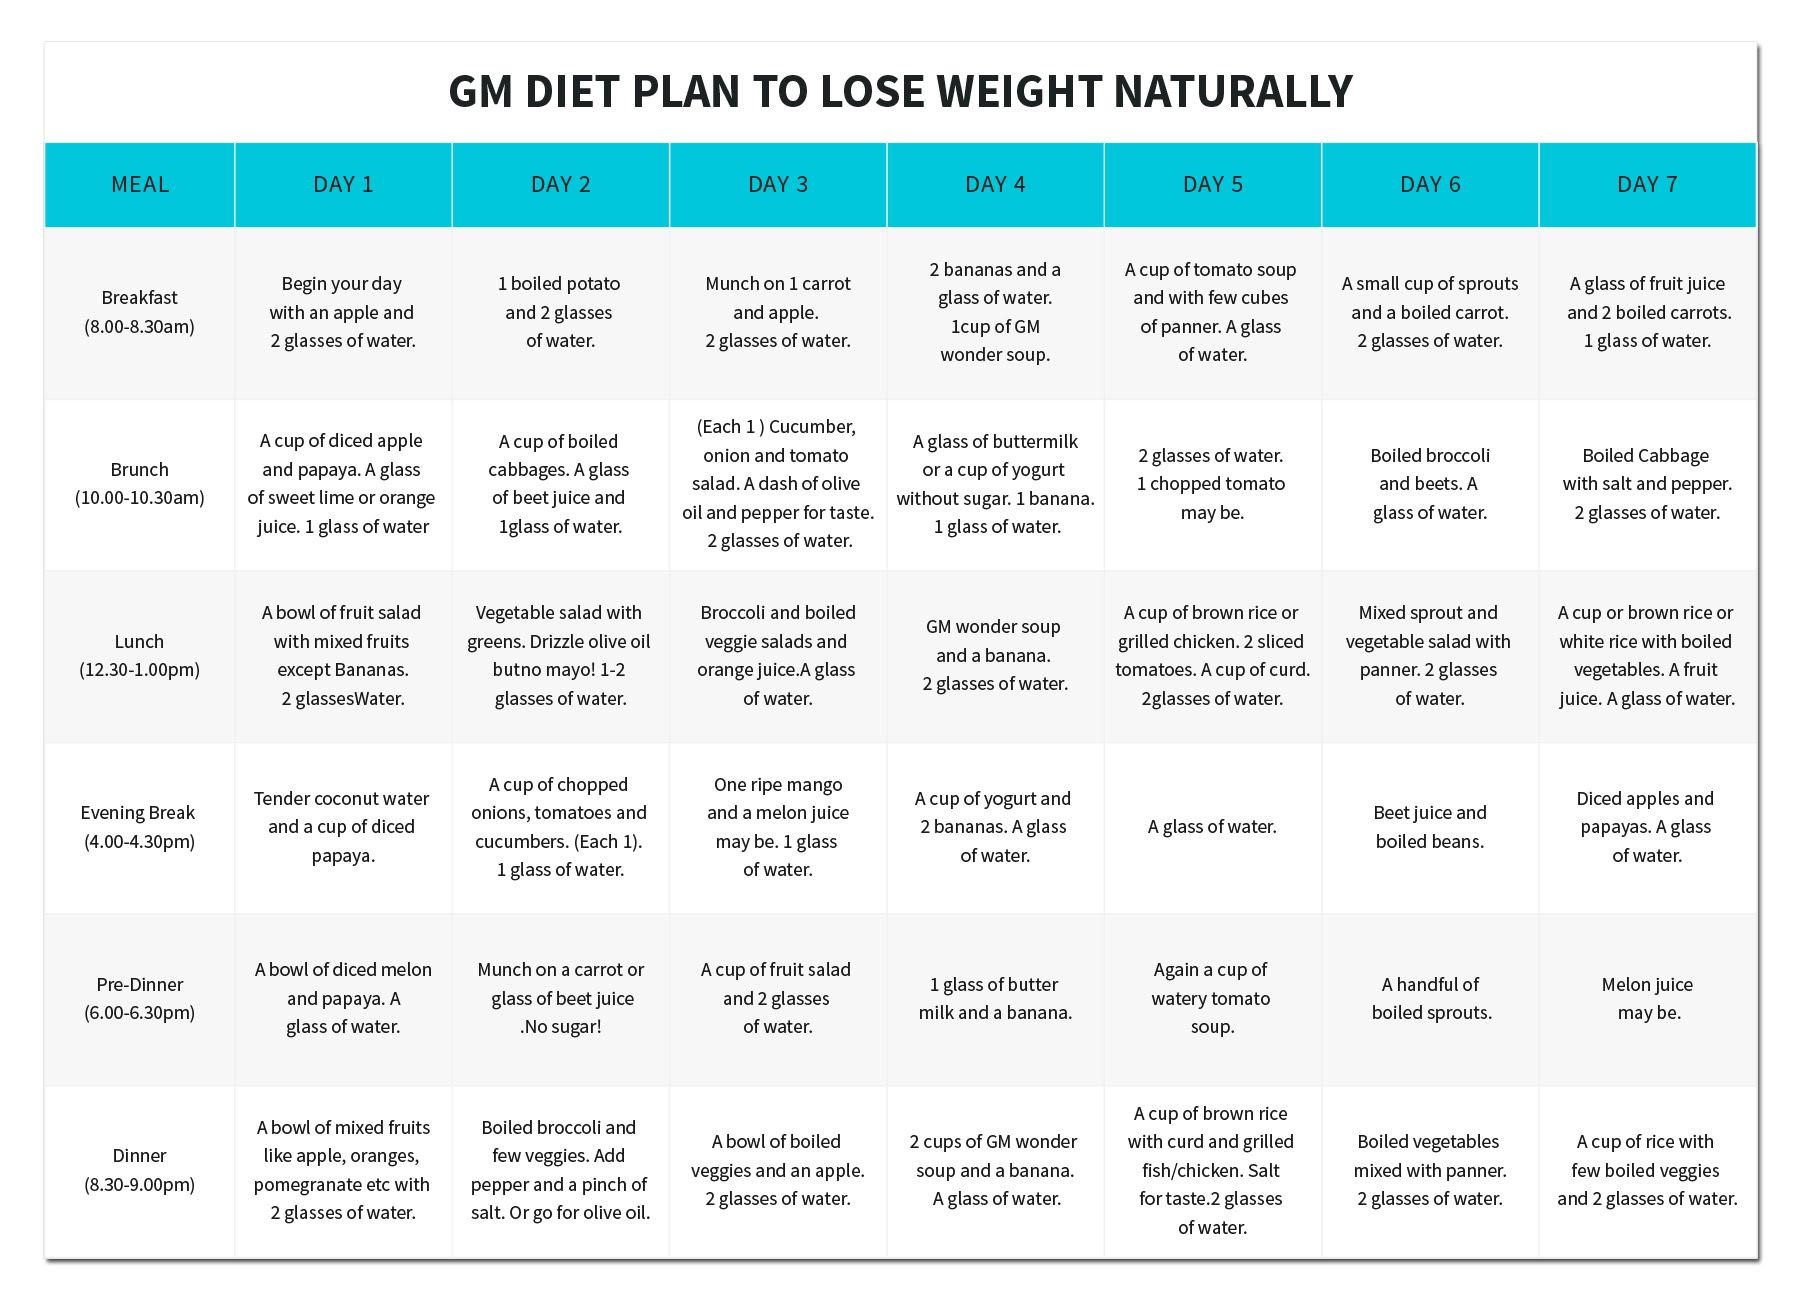 GM DIET PLAN TO LOSE WEIGHT NATURALLY
MEAL
DAY 1
DAY 2
DAY 3
DAY 4
DAY 5
DAY 6
DAY 7
Breakfast
(8.00-8.30am)
Begin your day
with an apple and
2 glasses of water.
1 boiled potato
and 2 glasses
of water.
Munch on 1 carrot
and apple.
2 glasses of water.
2 bananas and a
glass of water.
1cup of GM
wonder soup.
A cup of tomato soup
and with few cubes
of panner. A glass
of water.
A small cup of sprouts
and a boiled carrot.
2 glasses of water.
A glass of fruit juice
and 2 boiled carrots.
1 glass of water.
Brunch
(10.00-10.30am)
A cup of diced apple
and papaya. A glass
of sweet lime or orange
juice. 1 glass of water
A cup of boiled
cabbages. A glass
of beet juice and
1glass of water.
(Each 1 ) Cucumber,
onion and tomato
salad. A dash of olive
oil and pepper for taste.
2 glasses of water.
A glass of buttermilk
or a cup of yogurt
without sugar. 1 banana.
1 glass of water.
2 glasses of water.
1 chopped tomato
may be.
Boiled broccoli
and beets. A
glass of water.
Boiled Cabbage
with salt and pepper.
2 glasses of water.
Lunch
(12.30-1.00pm)
A bowl of fruit salad
with mixed fruits
except Bananas.
2 glassesWater.
Vegetable salad with
greens. Drizzle olive oil
butno mayo! 1-2
glasses of water.
Broccoli and boiled
veggie salads and
orange juice.A glass
of water.
GM wonder soup
and a banana.
2 glasses of water.
A cup of brown rice or
grilled chicken. 2 sliced
tomatoes. A cup of curd.
2glasses of water.
Mixed sprout and
vegetable salad with
panner. 2 glasses
of water.
A cup or brown rice or
white rice with boiled
vegetables. A fruit
juice. A glass of water.
Evening Break
(4.00-4.30pm)
Tender coconut water
and a cup of diced
papaya.
A cup of chopped
onions, tomatoes and
cucumbers. (Each 1).
1 glass of water.
One ripe mango
and a melon juice
may be. 1 glass
of water.
A cup of yogurt and
2 bananas. A glass
of water.
A glass of water.
Beet juice and
boiled beans.
Diced apples and
papayas. A glass
of water.
Pre-Dinner
(6.00-6.30pm)
A bowl of diced melon
and papaya. A
glass of water.
Munch on a carrot or
glass of beet juice
.No sugar!
A cup of fruit salad
and 2 glasses
of water.
1 glass of butter
milk and a banana.
Again a cup of
watery tomato
soup.
A handful of
boiled sprouts.
Melon juice
may be.
Dinner
(8.30-9.00pm)
A bowl of mixed fruits
like apple, oranges,
pomegranate etc with
2 glasses of water.
Boiled broccoli and
few veggies. Add
pepper and a pinch of
salt. Or go for olive oil.
A bowl of boiled
veggies and an apple.
2 glasses of water.
2 cups of GM wonder
soup and a banana.
A glass of water.
A cup of brown rice
with curd and grilled
fish/chicken. Salt
for taste.2 glasses
of water.
Boiled vegetables
mixed with panner.
2 glasses of water.
A cup of rice with
few boiled veggies
and 2 glasses of water.